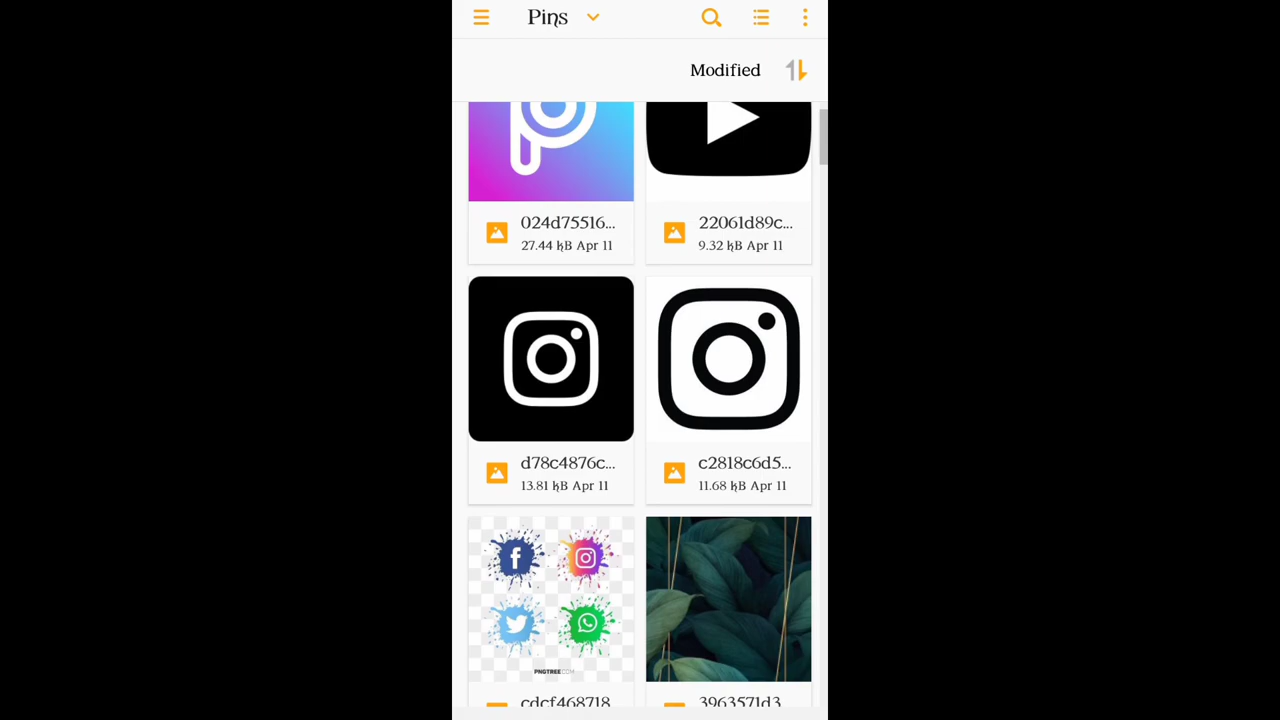 Pins
Modified
024d75516...
27.44 kB Apr 11
22061d89c...
9.32 kB Apr 11
d78c4876c...
13.81 kB Apr 11
c2818c6d5...
11.68 kB Apr 11
PNGTREE.COM
cdcf468718
3963571d3